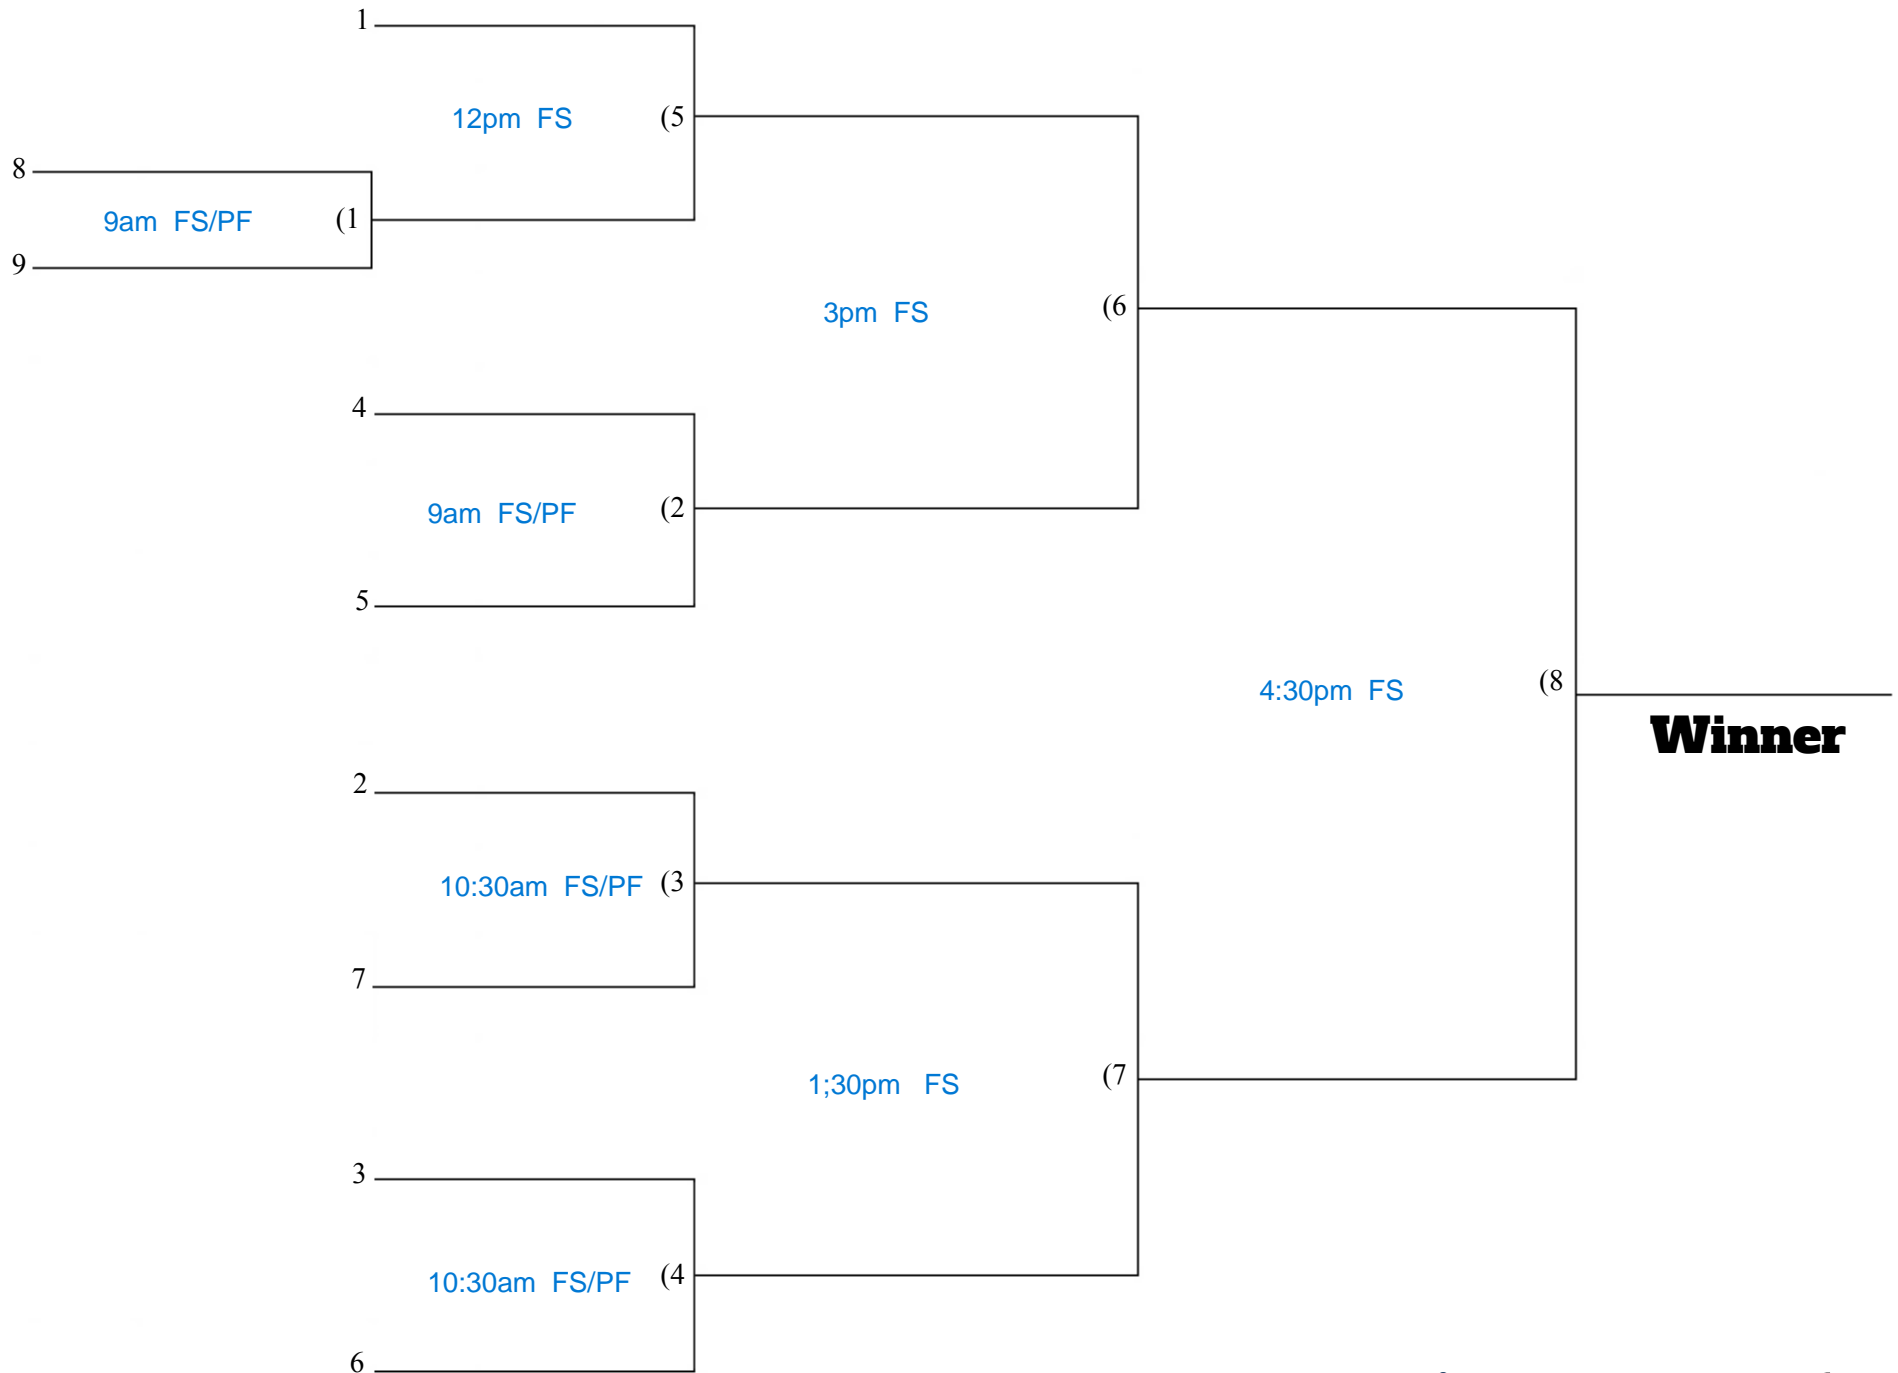 1
12pm FS (5
8
9am FS/PF (1
9
3pm FS (6
4
9am FS/PF (2
5
4:30pm FS (8
Winner
2
10:30am FS/PF (3
7
1;30pm FS (7
3
10:30am FS/PF (4
6